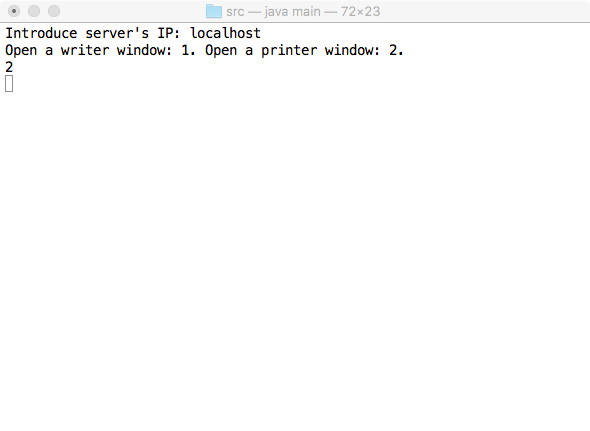 src — java main — 72×23
Introduce server's IP: localhost
Open a writer window: 1. Open a printer window: 2.
2